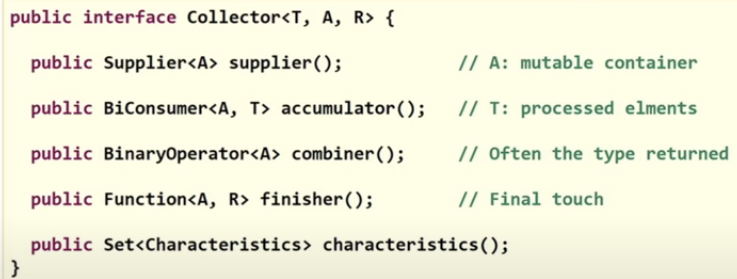 public interface Collector<T, A, R> {
public Supplier<A> supplier(); // A: mutable container
public BiConsumer<A, T> accumulator(); // T: processed elments
public BinaryOperator<A> combiner(); // Often the type returned
public Function<A, R> finisher(); // Final touch
public Set<Characteristics> characteristics();
}